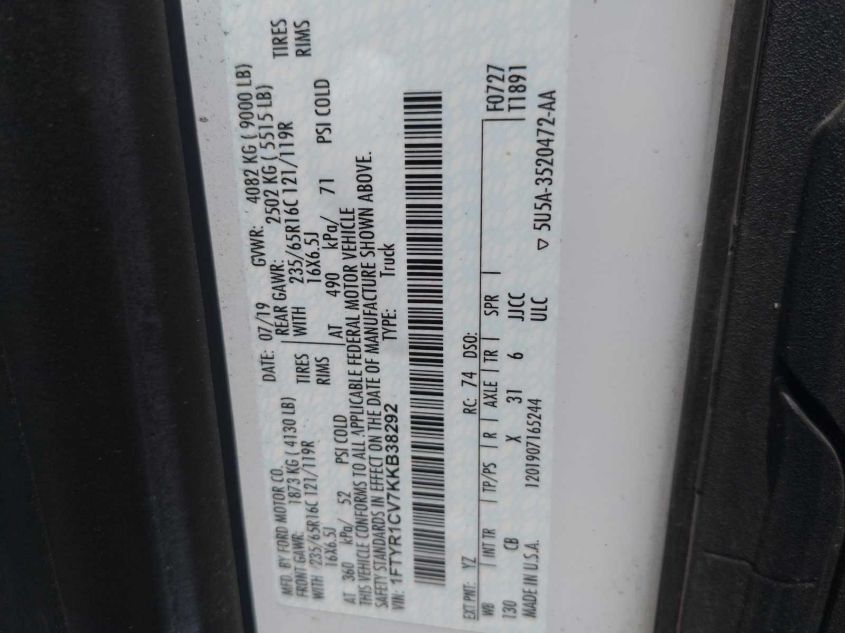 MFD. BY FORD MOTOR CO. DATE: 07/19 GVWR: 4082 KG ( 9000 LB)
FRONT GAWR: 1873 KG ( 4130 LB) REAR GAWR: 2502 KG ( 5515 LB)
WITH 235/65R16C 121/119R TIRES WITH 235/65R16C 121/119R TIRES
16X6.5J RIMS 16X6.5J RIMS
AT 360 kPa/ 52 PSI COLD AT 490 kPa/ 71 PSI COLD
THIS VEHICLE CONFORMS TO ALL APPLICABLE FEDERAL MOTOR VEHICLE
SAFETY STANDARDS IN EFFECT ON THE DATE OF MANUFACTURE SHOWN ABOVE.
VIN: 1FTYR1CV7KKB38292 TYPE: Truck
EXT PNT: YZ RC: 74 DSO: F0727
WB INT TR TP/PS R AXLE TR SPR T1891
130 CB X 31 6 JJCC
MADE IN U.S.A. 1201907165244 ULC ▽ 5U5A-3520472-AA